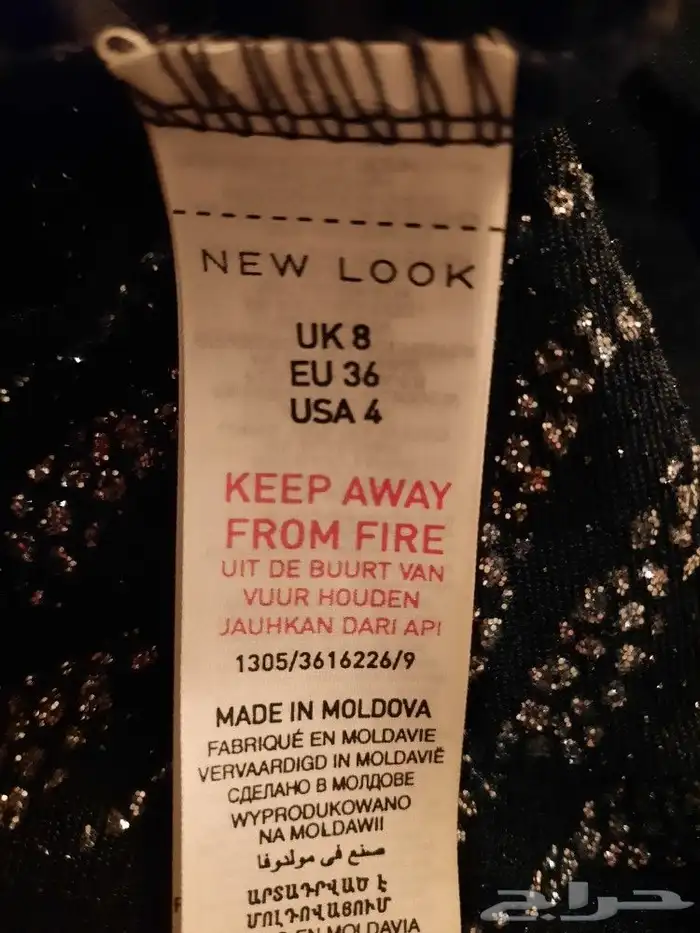 NEW LOOK
UK 8
EU 36
USA 4
KEEP AWAY
FROM FIRE
UIT DE BUURT VAN
VUUR HOUDEN
JAUHKAN DARI API
1305/3616226/9
MADE IN MOLDOVA
FABRIQUÉ EN MOLDAVIE
VERVAARDIGD IN MOLDAVIË
СДЕЛАНО В МОЛДОВЕ
WYPRODUKOWANO
NA MOLDAWII
صنع في مولدوفا
ԱՐՏԱԴՐՎԱԾ Է
ՄՈԼԴՈՎԱՅՈՒՄ
EN MOLDAVIA
حراج